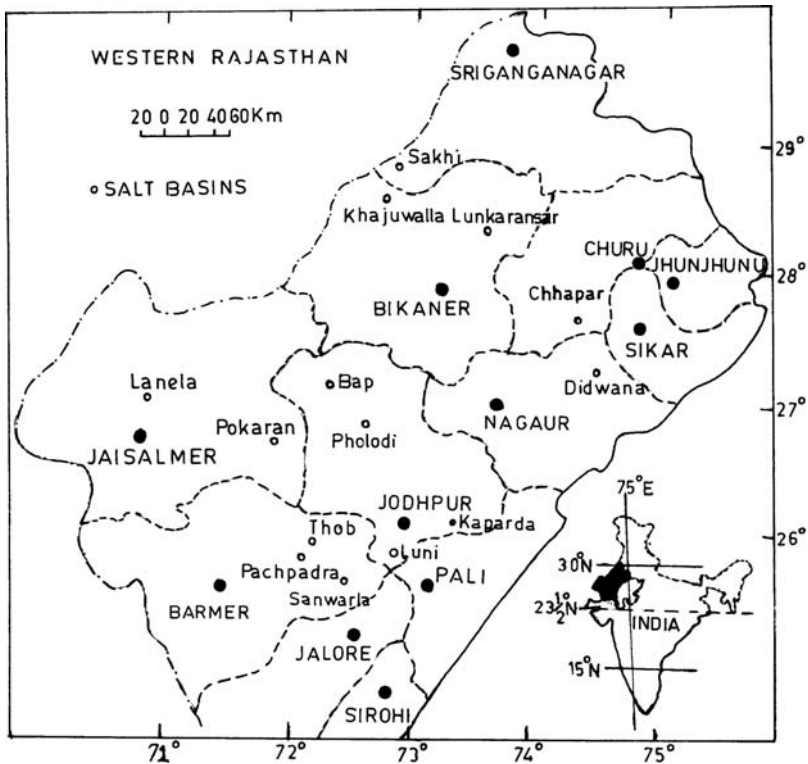 WESTERN RAJASTHAN
20 0 20 40 60 Km
SALT BASINS
SRIGANGANAGAR
Sakhi
Khajuwalla Lunkaransar
BIKANER
CHURU
JHUNJHUNU
Chhapar
SIKAR
Didwana
NAGAUR
Lanela
Bap
Pokaran
Pholodi
JAISALMER
JODHPUR
Kaparda
Thob
Luni
Pachpadra
PALI
Sanwarla
BARMER
JALORE
SIROHI
29°
28°
27°
26°
75°E
30°N
23 1/2°N
INDIA
15°N
71°
72°
73°
74°
75°